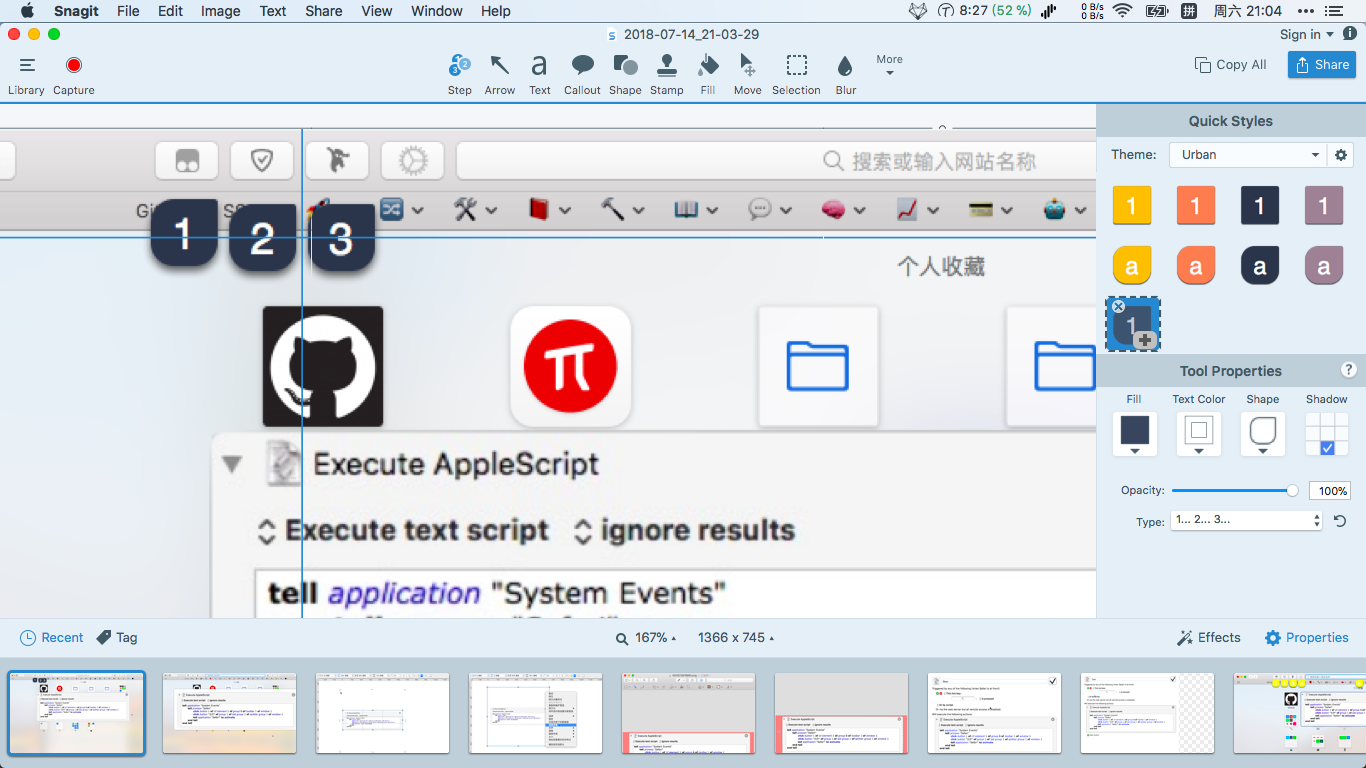 Snagit File Edit Image Text Share View Window Help
8:27 (52 %) 0 B/s 0 B/s 拼 周六 21:04
2018-07-14_21-03-29
Sign in
Library Capture Step Arrow Text Callout Shape Stamp Fill Move Selection Blur More Copy All Share
Quick Styles
Theme: Urban
搜索或输入网站名称
1 2 3
1 1 1 1
a a a a
1
个人收藏
Execute AppleScript
Execute text script ignore results
tell application "System Events"
Tool Properties
Fill Text Color Shape Shadow
Opacity: 100%
Type: 1... 2... 3...
Recent Tag 167% 1366 x 745 Effects Properties